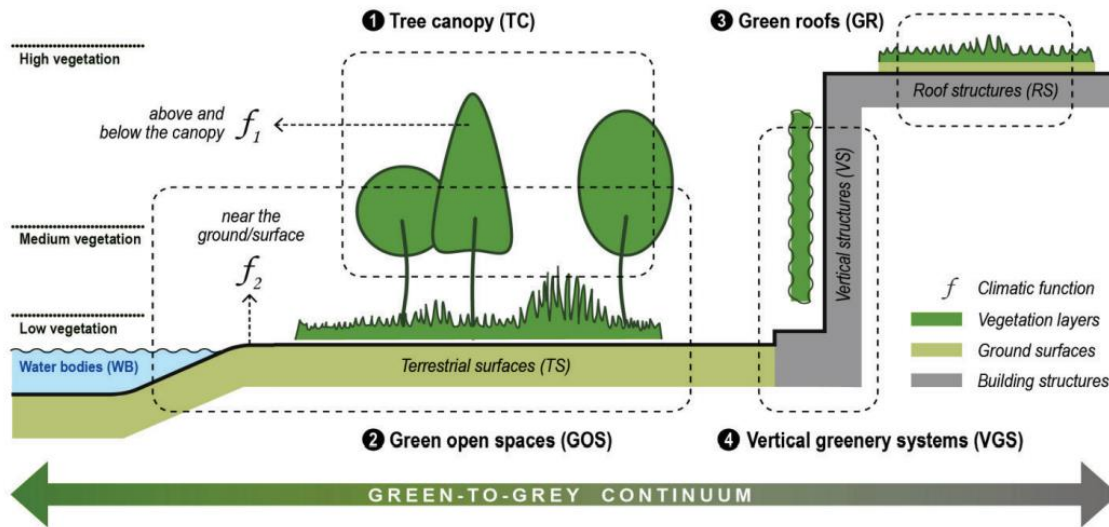 ❶ Tree canopy (TC)
❸ Green roofs (GR)
High vegetation
above and
below the canopy
f1
Roof structures (RS)
near the
ground/surface
f2
Medium vegetation
Vertical structures (VS)
f Climatic function
Low vegetation
Vegetation layers
Water bodies (WB)
Terrestrial surfaces (TS)
Ground surfaces
Building structures
❷ Green open spaces (GOS)
❹ Vertical greenery systems (VGS)
GREEN-TO-GREY CONTINUUM